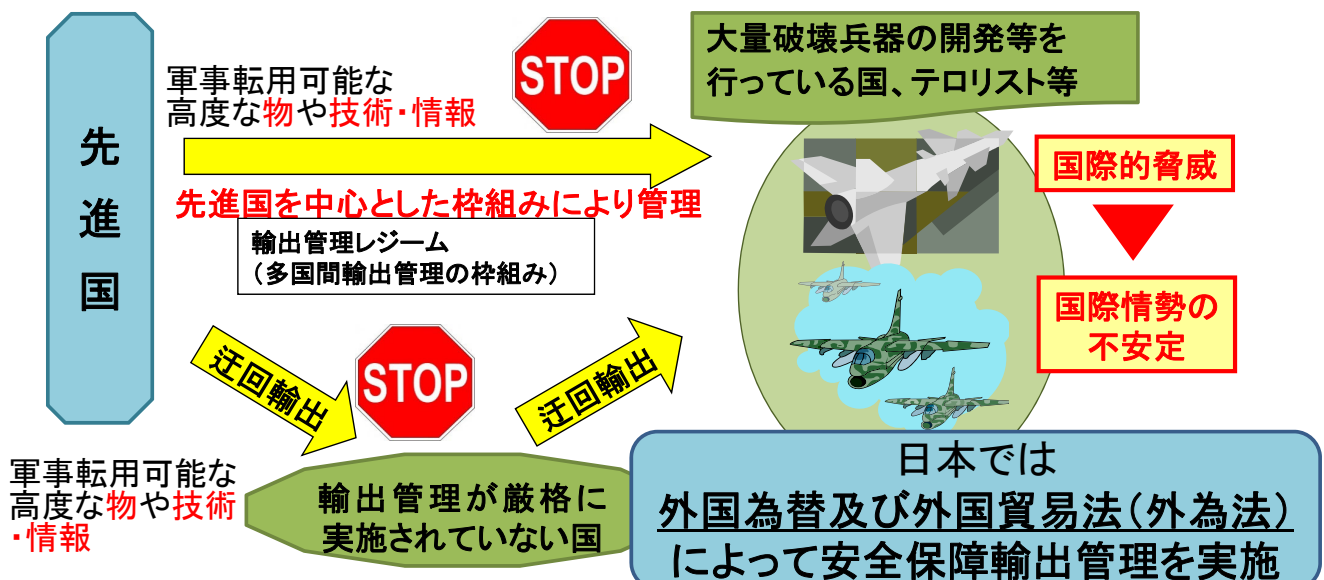 先進国
軍事転用可能な
高度な物や技術・情報
STOP
先進国を中心とした枠組みにより管理
輸出管理レジーム
（多国間輸出管理の枠組み）
大量破壊兵器の開発等を
行っている国、テロリスト等
国際的脅威
国際情勢の
不安定
迂回輸出
STOP
迂回輸出
軍事転用可能な
高度な物や技術
・情報
輸出管理が厳格に
実施されていない国
日本では
外国為替及び外国貿易法（外為法）
によって安全保障輸出管理を実施